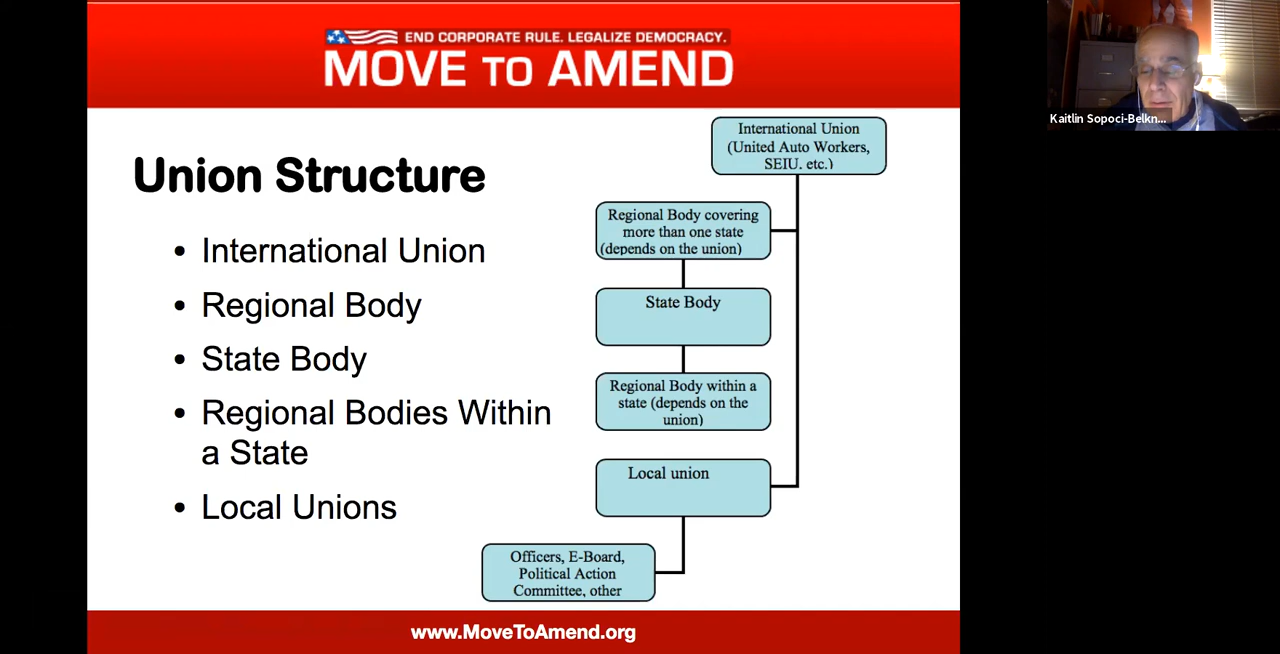 END CORPORATE RULE. LEGALIZE DEMOCRACY.
MOVE TO AMEND
Union Structure
• International Union
• Regional Body
• State Body
• Regional Bodies Within
a State
• Local Unions
International Union
(United Auto Workers,
SEIU, etc.)
Regional Body covering
more than one state
(depends on the union)
State Body
Regional Body within a
state (depends on the
union)
Local union
Officers, E-Board,
Political Action
Committee, other
www.MoveToAmend.org
Kaitlin Sopoci-Belkn...